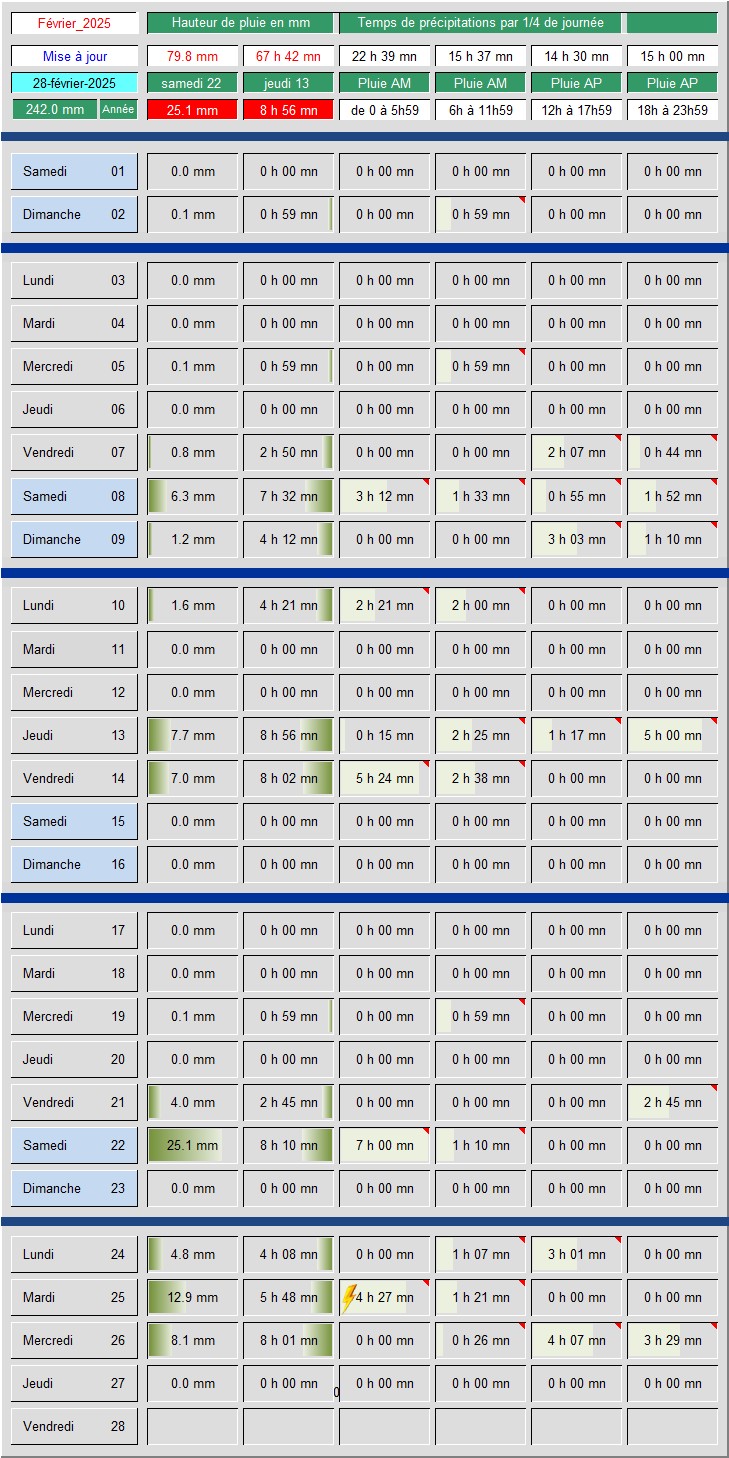 Février_2025 Hauteur de pluie en mm Temps de précipitations par 1/4 de journée
Mise à jour 79.8 mm 67 h 42 mn 22 h 39 mn 15 h 37 mn 14 h 30 mn 15 h 00 mn
28-février-2025 samedi 22 jeudi 13 Pluie AM Pluie AM Pluie AP Pluie AP
242.0 mm Année 25.1 mm 8 h 56 mn de 0 à 5h59 6h à 11h59 12h à 17h59 18h à 23h59
Samedi 01 0.0 mm 0 h 00 mn 0 h 00 mn 0 h 00 mn 0 h 00 mn 0 h 00 mn
Dimanche 02 0.1 mm 0 h 59 mn 0 h 00 mn 0 h 59 mn 0 h 00 mn 0 h 00 mn
Lundi 03 0.0 mm 0 h 00 mn 0 h 00 mn 0 h 00 mn 0 h 00 mn 0 h 00 mn
Mardi 04 0.0 mm 0 h 00 mn 0 h 00 mn 0 h 00 mn 0 h 00 mn 0 h 00 mn
Mercredi 05 0.1 mm 0 h 59 mn 0 h 00 mn 0 h 59 mn 0 h 00 mn 0 h 00 mn
Jeudi 06 0.0 mm 0 h 00 mn 0 h 00 mn 0 h 00 mn 0 h 00 mn 0 h 00 mn
Vendredi 07 0.8 mm 2 h 50 mn 0 h 00 mn 0 h 00 mn 2 h 07 mn 0 h 44 mn
Samedi 08 6.3 mm 7 h 32 mn 3 h 12 mn 1 h 33 mn 0 h 55 mn 1 h 52 mn
Dimanche 09 1.2 mm 4 h 12 mn 0 h 00 mn 0 h 00 mn 3 h 03 mn 1 h 10 mn
Lundi 10 1.6 mm 4 h 21 mn 2 h 21 mn 2 h 00 mn 0 h 00 mn 0 h 00 mn
Mardi 11 0.0 mm 0 h 00 mn 0 h 00 mn 0 h 00 mn 0 h 00 mn 0 h 00 mn
Mercredi 12 0.0 mm 0 h 00 mn 0 h 00 mn 0 h 00 mn 0 h 00 mn 0 h 00 mn
Jeudi 13 7.7 mm 8 h 56 mn 0 h 15 mn 2 h 25 mn 1 h 17 mn 5 h 00 mn
Vendredi 14 7.0 mm 8 h 02 mn 5 h 24 mn 2 h 38 mn 0 h 00 mn 0 h 00 mn
Samedi 15 0.0 mm 0 h 00 mn 0 h 00 mn 0 h 00 mn 0 h 00 mn 0 h 00 mn
Dimanche 16 0.0 mm 0 h 00 mn 0 h 00 mn 0 h 00 mn 0 h 00 mn 0 h 00 mn
Lundi 17 0.0 mm 0 h 00 mn 0 h 00 mn 0 h 00 mn 0 h 00 mn 0 h 00 mn
Mardi 18 0.0 mm 0 h 00 mn 0 h 00 mn 0 h 00 mn 0 h 00 mn 0 h 00 mn
Mercredi 19 0.1 mm 0 h 59 mn 0 h 00 mn 0 h 59 mn 0 h 00 mn 0 h 00 mn
Jeudi 20 0.0 mm 0 h 00 mn 0 h 00 mn 0 h 00 mn 0 h 00 mn 0 h 00 mn
Vendredi 21 4.0 mm 2 h 45 mn 0 h 00 mn 0 h 00 mn 0 h 00 mn 2 h 45 mn
Samedi 22 25.1 mm 8 h 10 mn 7 h 00 mn 1 h 10 mn 0 h 00 mn 0 h 00 mn
Dimanche 23 0.0 mm 0 h 00 mn 0 h 00 mn 0 h 00 mn 0 h 00 mn 0 h 00 mn
Lundi 24 4.8 mm 4 h 08 mn 0 h 00 mn 1 h 07 mn 3 h 01 mn 0 h 00 mn
Mardi 25 12.9 mm 5 h 48 mn 4 h 27 mn 1 h 21 mn 0 h 00 mn 0 h 00 mn
Mercredi 26 8.1 mm 8 h 01 mn 0 h 00 mn 0 h 26 mn 4 h 07 mn 3 h 29 mn
Jeudi 27 0.0 mm 0 h 00 mn 0 h 00 mn 0 h 00 mn 0 h 00 mn 0 h 00 mn
0
Vendredi 28